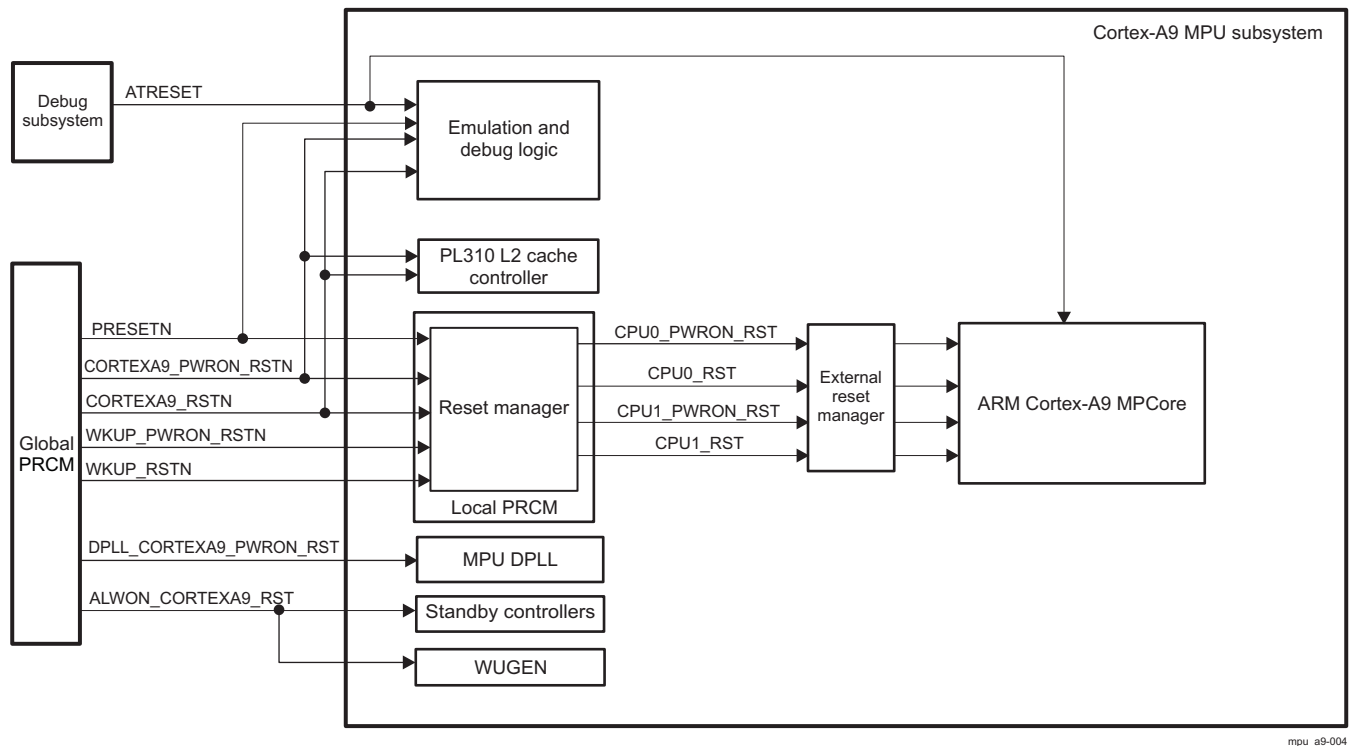 Cortex-A9 MPU subsystem
Debug
subsystem
ATRESET
Emulation and
debug logic
PL310 L2 cache
controller
Global
PRCM
PRESETN
CORTEXA9_PWRON_RSTN
CORTEXA9_RSTN
WKUP_PWRON_RSTN
WKUP_RSTN
DPLL_CORTEXA9_PWRON_RST
ALWON_CORTEXA9_RST
Reset manager
Local PRCM
CPU0_PWRON_RST
CPU0_RST
CPU1_PWRON_RST
CPU1_RST
External
reset
manager
ARM Cortex-A9 MPCore
MPU DPLL
Standby controllers
WUGEN
mpu_a9-004